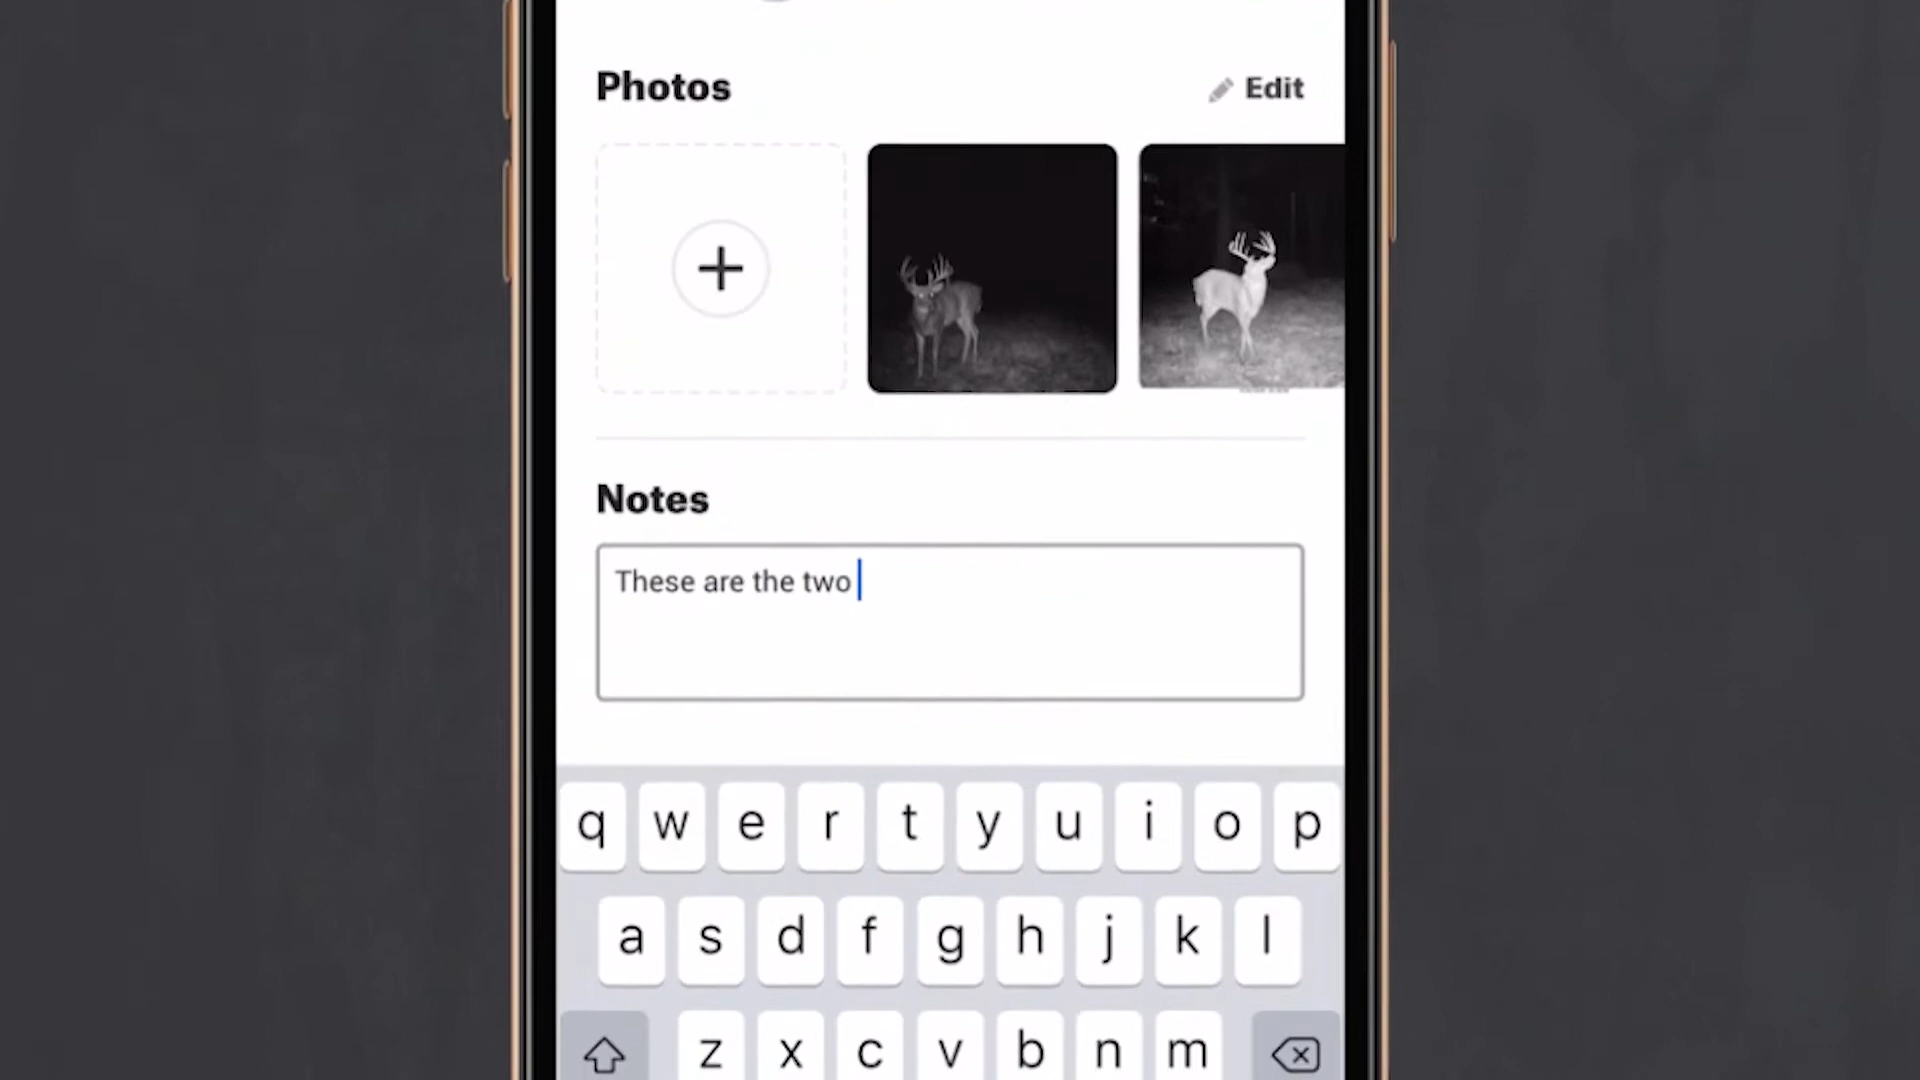 Photos
Edit
Notes
These are the two
q w e r t y u i o p
a s d f g h j k l
z x c v b n m